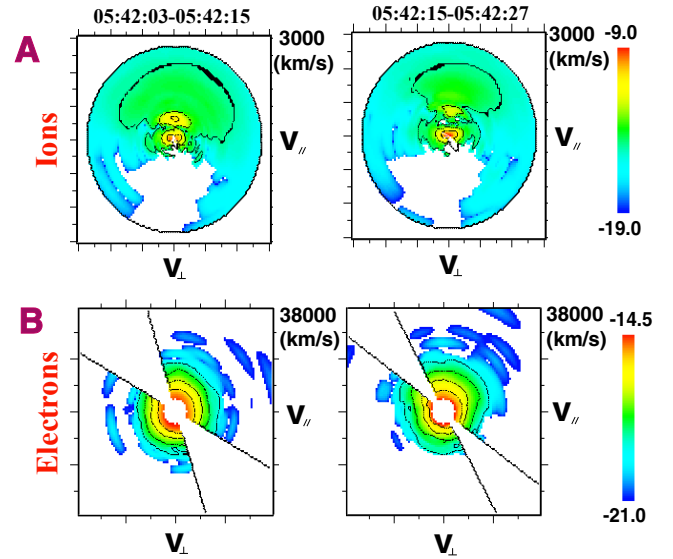 05:42:03-05:42:15
05:42:15-05:42:27
A
Ions
3000
(km/s)
V//
V⊥
3000
(km/s)
V//
V⊥
-9.0
-19.0
B
Electrons
38000
(km/s)
V//
V⊥
38000
(km/s)
V//
V⊥
-14.5
-21.0